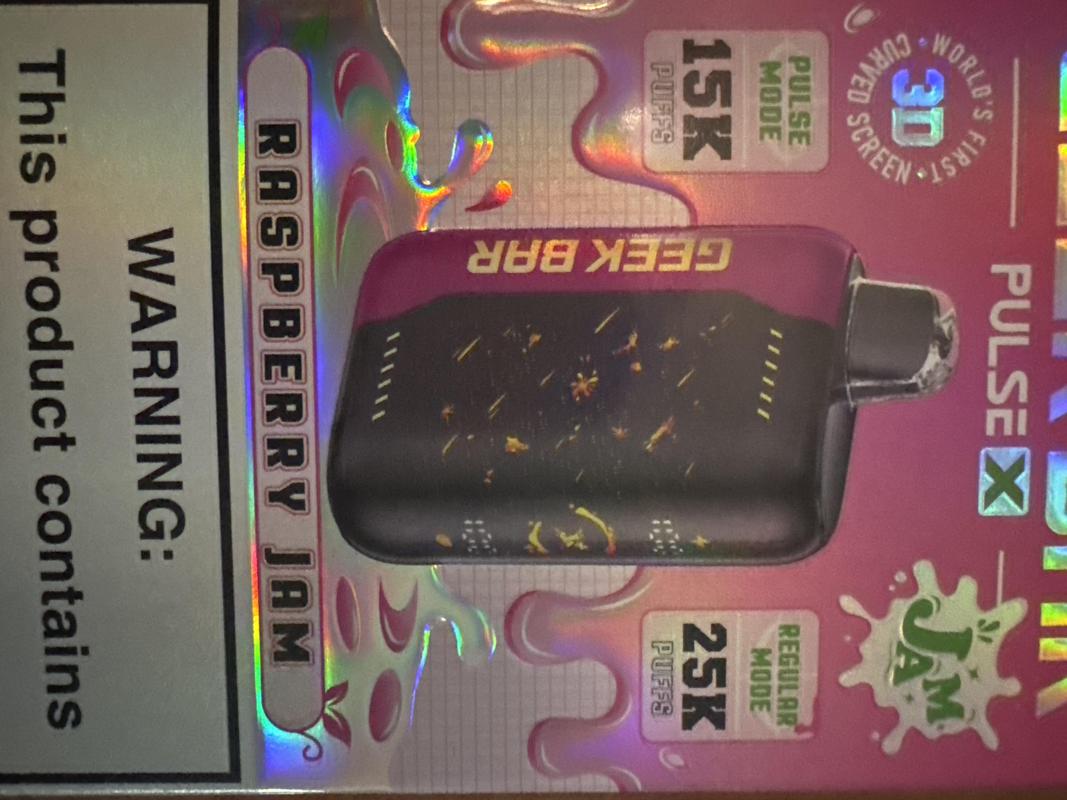 PULSE X
WORLD'S FIRST
3D
CURVED SCREEN
JAM
PULSE
MODE
15K
PUFFS
REGULAR
MODE
25K
PUFFS
GEEK BAR
RASPBERRY JAM
WARNING:
This product contains